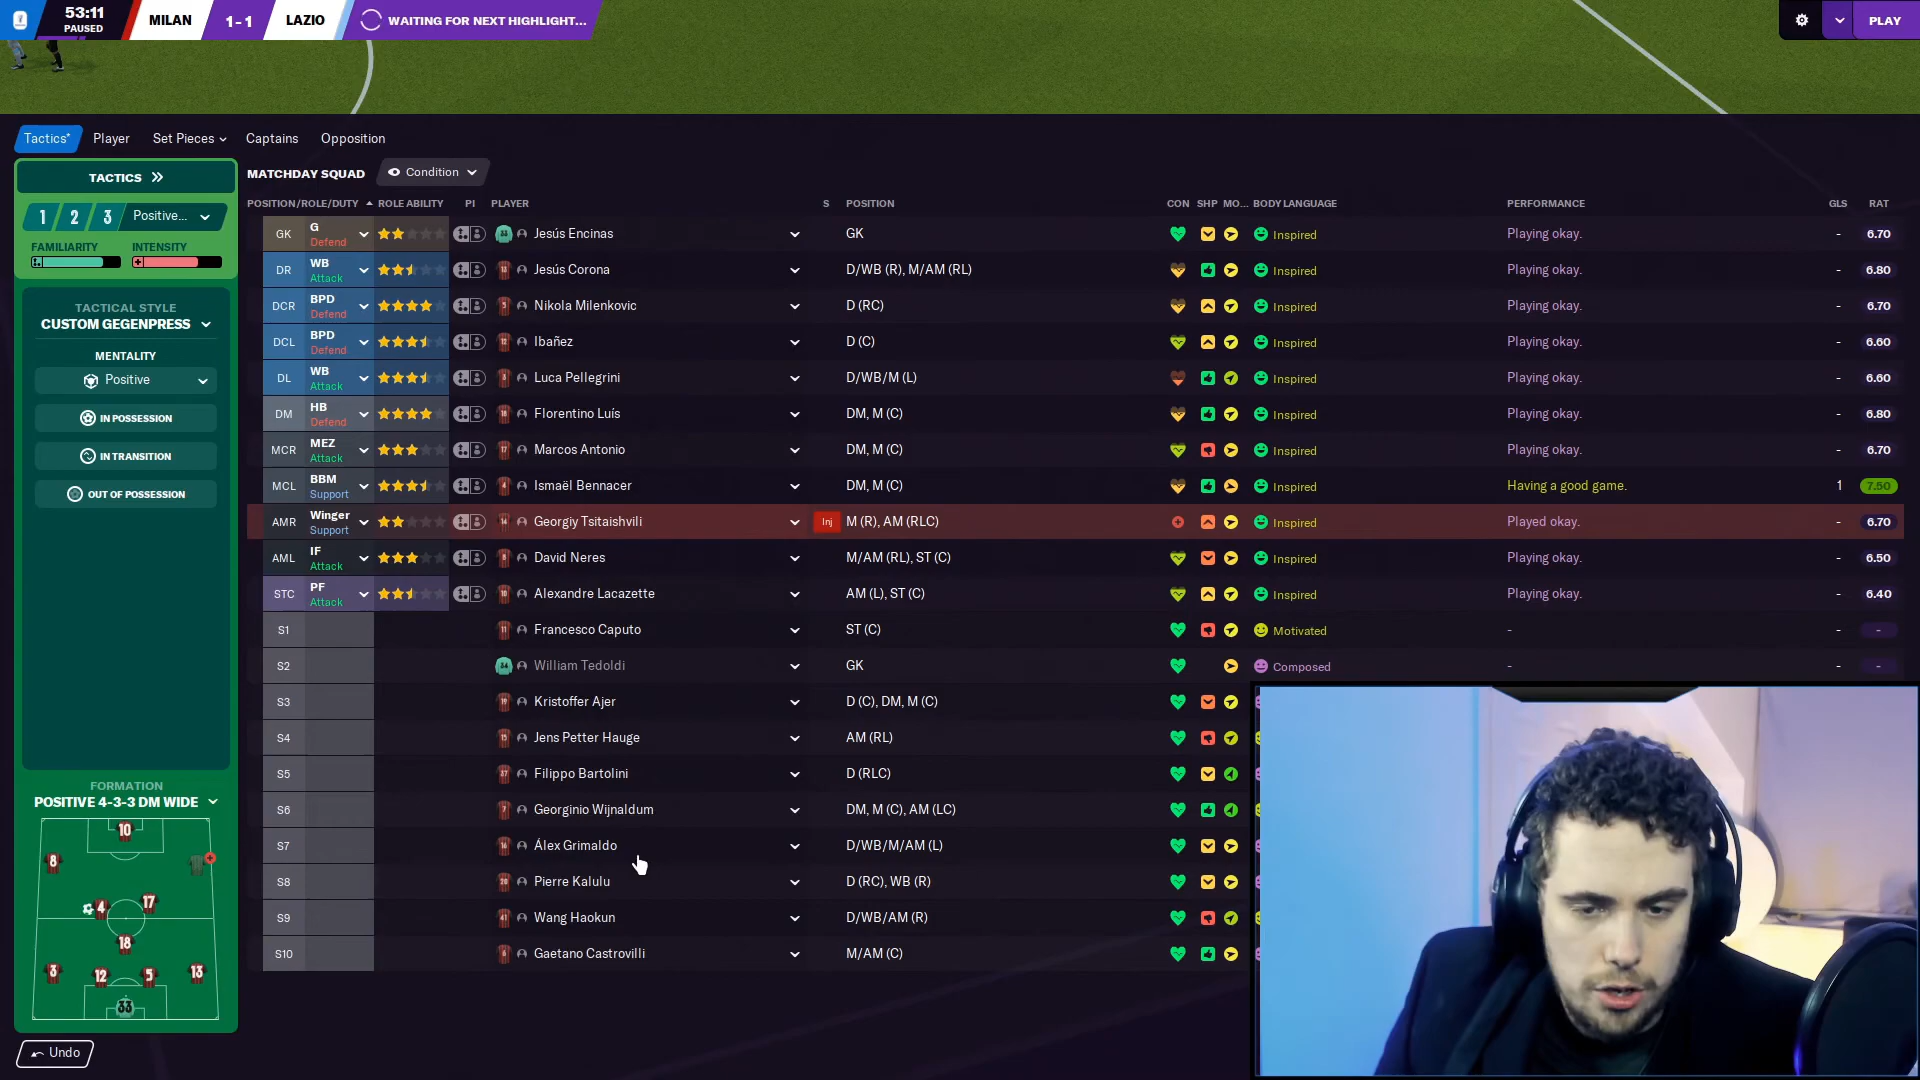 53:11
PAUSED
MILAN 1 - 1 LAZIO
WAITING FOR NEXT HIGHLIGHT...
PLAY
Tactics* Player Set Pieces Captains Opposition
TACTICS
1 2 3 Positive...
FAMILIARITY INTENSITY
TACTICAL STYLE
CUSTOM GEGENPRESS
MENTALITY
Positive
IN POSSESSION
IN TRANSITION
OUT OF POSSESSION
FORMATION
POSITIVE 4-3-3 DM WIDE
10
8
4 17
18
3 12 5 13
33
Undo
MATCHDAY SQUAD Condition
POSITION/ROLE/DUTY ROLE ABILITY PI PLAYER S POSITION CON SHP MO... BODY LANGUAGE PERFORMANCE GLS RAT
GK G Defend Jesús Encinas GK Inspired Playing okay. - 6.70
DR WB Attack Jesús Corona D/WB (R), M/AM (RL) Inspired Playing okay. - 6.80
DCR BPD Defend Nikola Milenkovic D (RC) Inspired Playing okay. - 6.70
DCL BPD Defend Ibañez D (C) Inspired Playing okay. - 6.60
DL WB Attack Luca Pellegrini D/WB/M (L) Inspired Playing okay. - 6.60
DM HB Defend Florentino Luís DM, M (C) Inspired Playing okay. - 6.80
MCR MEZ Attack Marcos Antonio DM, M (C) Inspired Playing okay. - 6.70
MCL BBM Support Ismaël Bennacer DM, M (C) Inspired Having a good game. 1 7.50
AMR Winger Support Georgiy Tsitaishvili Inj M (R), AM (RLC) Inspired Played okay. - 6.70
AML IF Attack David Neres M/AM (RL), ST (C) Inspired Playing okay. - 6.50
STC PF Attack Alexandre Lacazette AM (L), ST (C) Inspired Playing okay. - 6.40
S1 Francesco Caputo ST (C) Motivated - - -
S2 William Tedoldi GK Composed - - -
S3 Kristoffer Ajer D (C), DM, M (C)
S4 Jens Petter Hauge AM (RL)
S5 Filippo Bartolini D (RLC)
S6 Georginio Wijnaldum DM, M (C), AM (LC)
S7 Álex Grimaldo D/WB/M/AM (L)
S8 Pierre Kalulu D (RC), WB (R)
S9 Wang Haokun D/WB/AM (R)
S10 Gaetano Castrovilli M/AM (C)